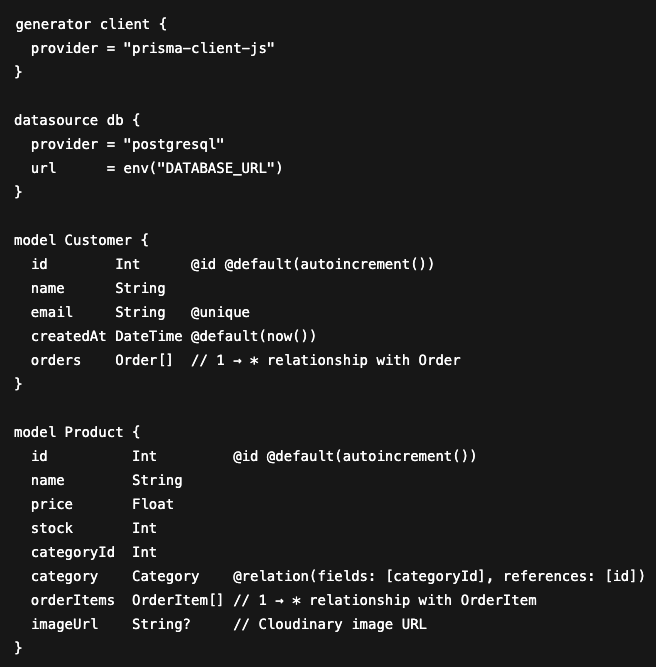 generator client {
  provider = "prisma-client-js"
}

datasource db {
  provider = "postgresql"
  url      = env("DATABASE_URL")
}

model Customer {
  id        Int      @id @default(autoincrement())
  name      String
  email     String   @unique
  createdAt DateTime @default(now())
  orders    Order[]  // 1 → * relationship with Order
}

model Product {
  id          Int         @id @default(autoincrement())
  name        String
  price       Float
  stock       Int
  categoryId  Int
  category    Category    @relation(fields: [categoryId], references: [id])
  orderItems  OrderItem[] // 1 → * relationship with OrderItem
  imageUrl    String?     // Cloudinary image URL
}